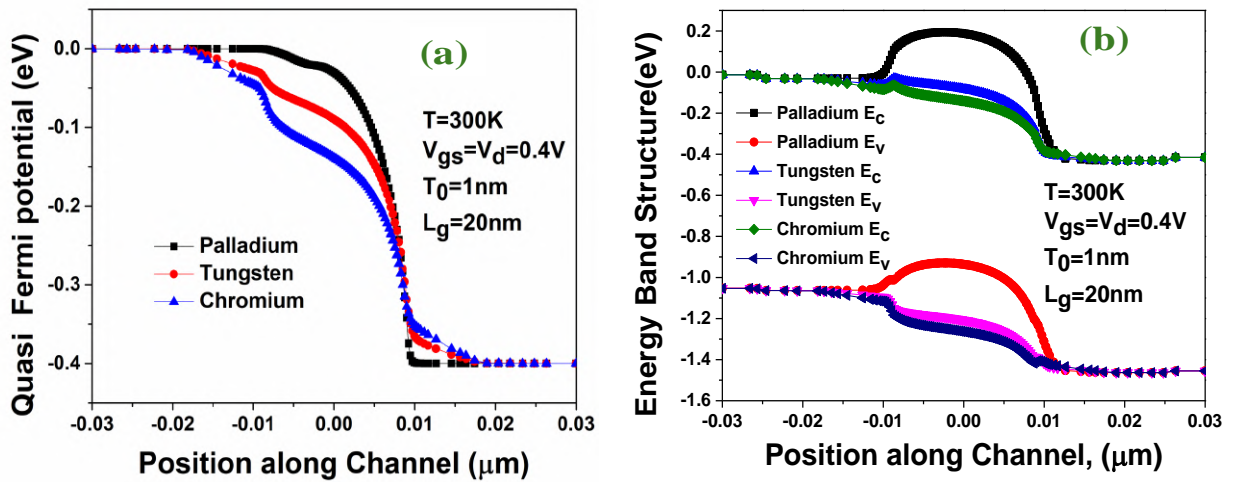 (a)
Quasi Fermi potential (eV)
0.0
-0.1
-0.2
-0.3
-0.4
T=300K
Vgs=Vd=0.4V
T0=1nm
Lg=20nm
Palladium
Tungsten
Chromium
-0.03 -0.02 -0.01 0.00 0.01 0.02 0.03
Position along Channel (μm)
(b)
Energy Band Structure(eV)
0.2
-0.2
-0.4
-0.6
-1.0
-1.2
-1.4
-1.6
Palladium Ec
Palladium Ev
Tungsten Ec
Tungsten Ev
Chromium Ec
Chromium Ev
T=300K
Vgs=Vd=0.4V
T0=1nm
Lg=20nm
-0.03 -0.02 -0.01 0.00 0.01 0.02 0.03
Position along Channel, (μm)